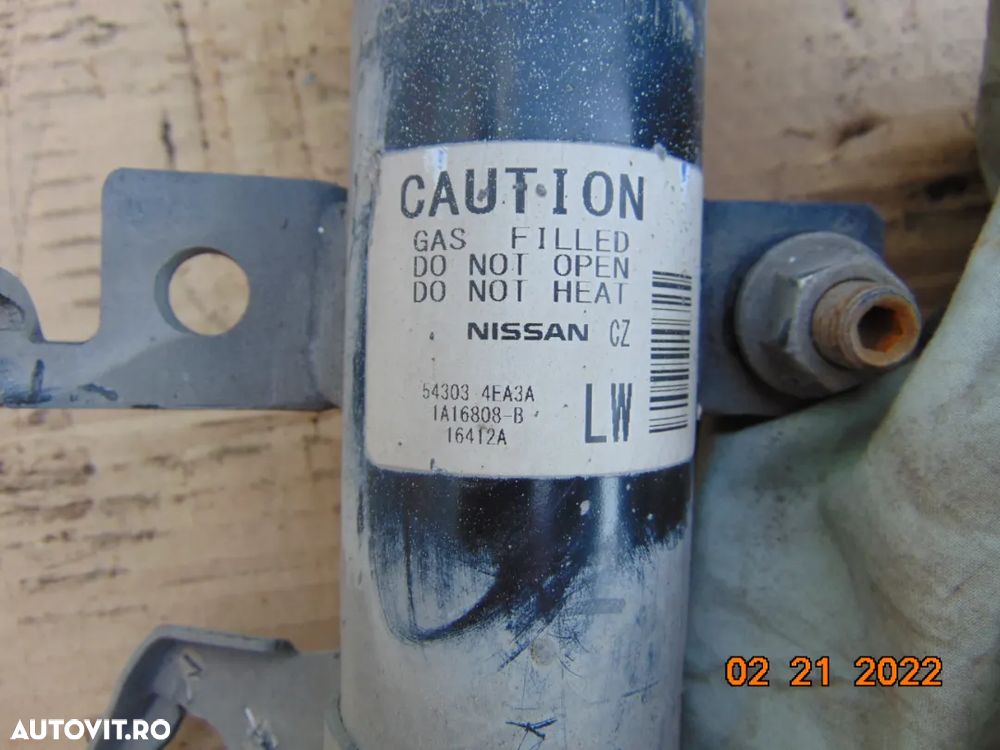 CAUTION
GAS FILLED
DO NOT OPEN
DO NOT HEAT
NISSAN CZ
54303 4EA3A
1A16808-B
16412A
LW
02 21 2022
AUTOVIT.RO